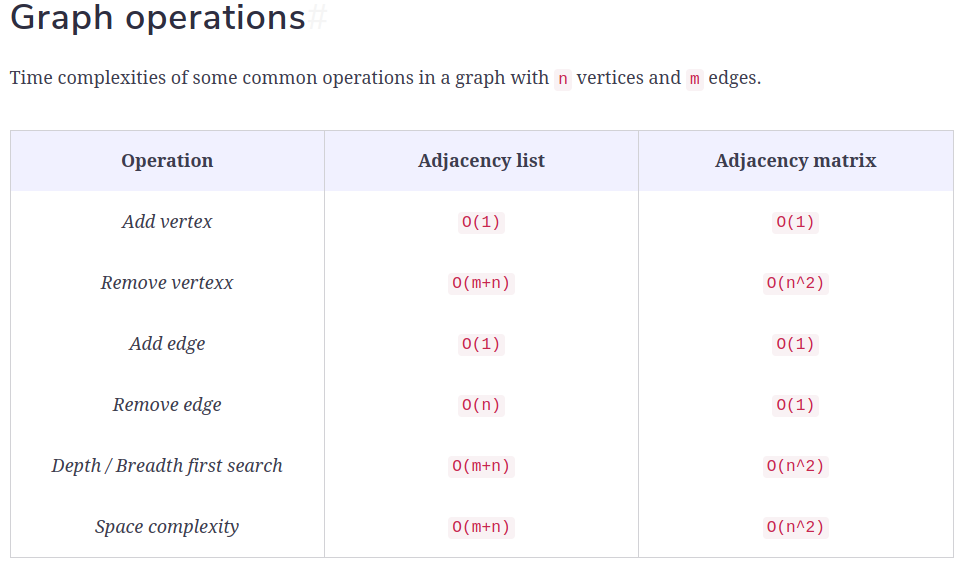 Graph operations#
Time complexities of some common operations in a graph with n vertices and m edges.
Operation Adjacency list Adjacency matrix
Add vertex O(1) O(1)
Remove vertexx O(m+n) O(n^2)
Add edge O(1) O(1)
Remove edge O(n) O(1)
Depth / Breadth first search O(m+n) O(n^2)
Space complexity O(m+n) O(n^2)